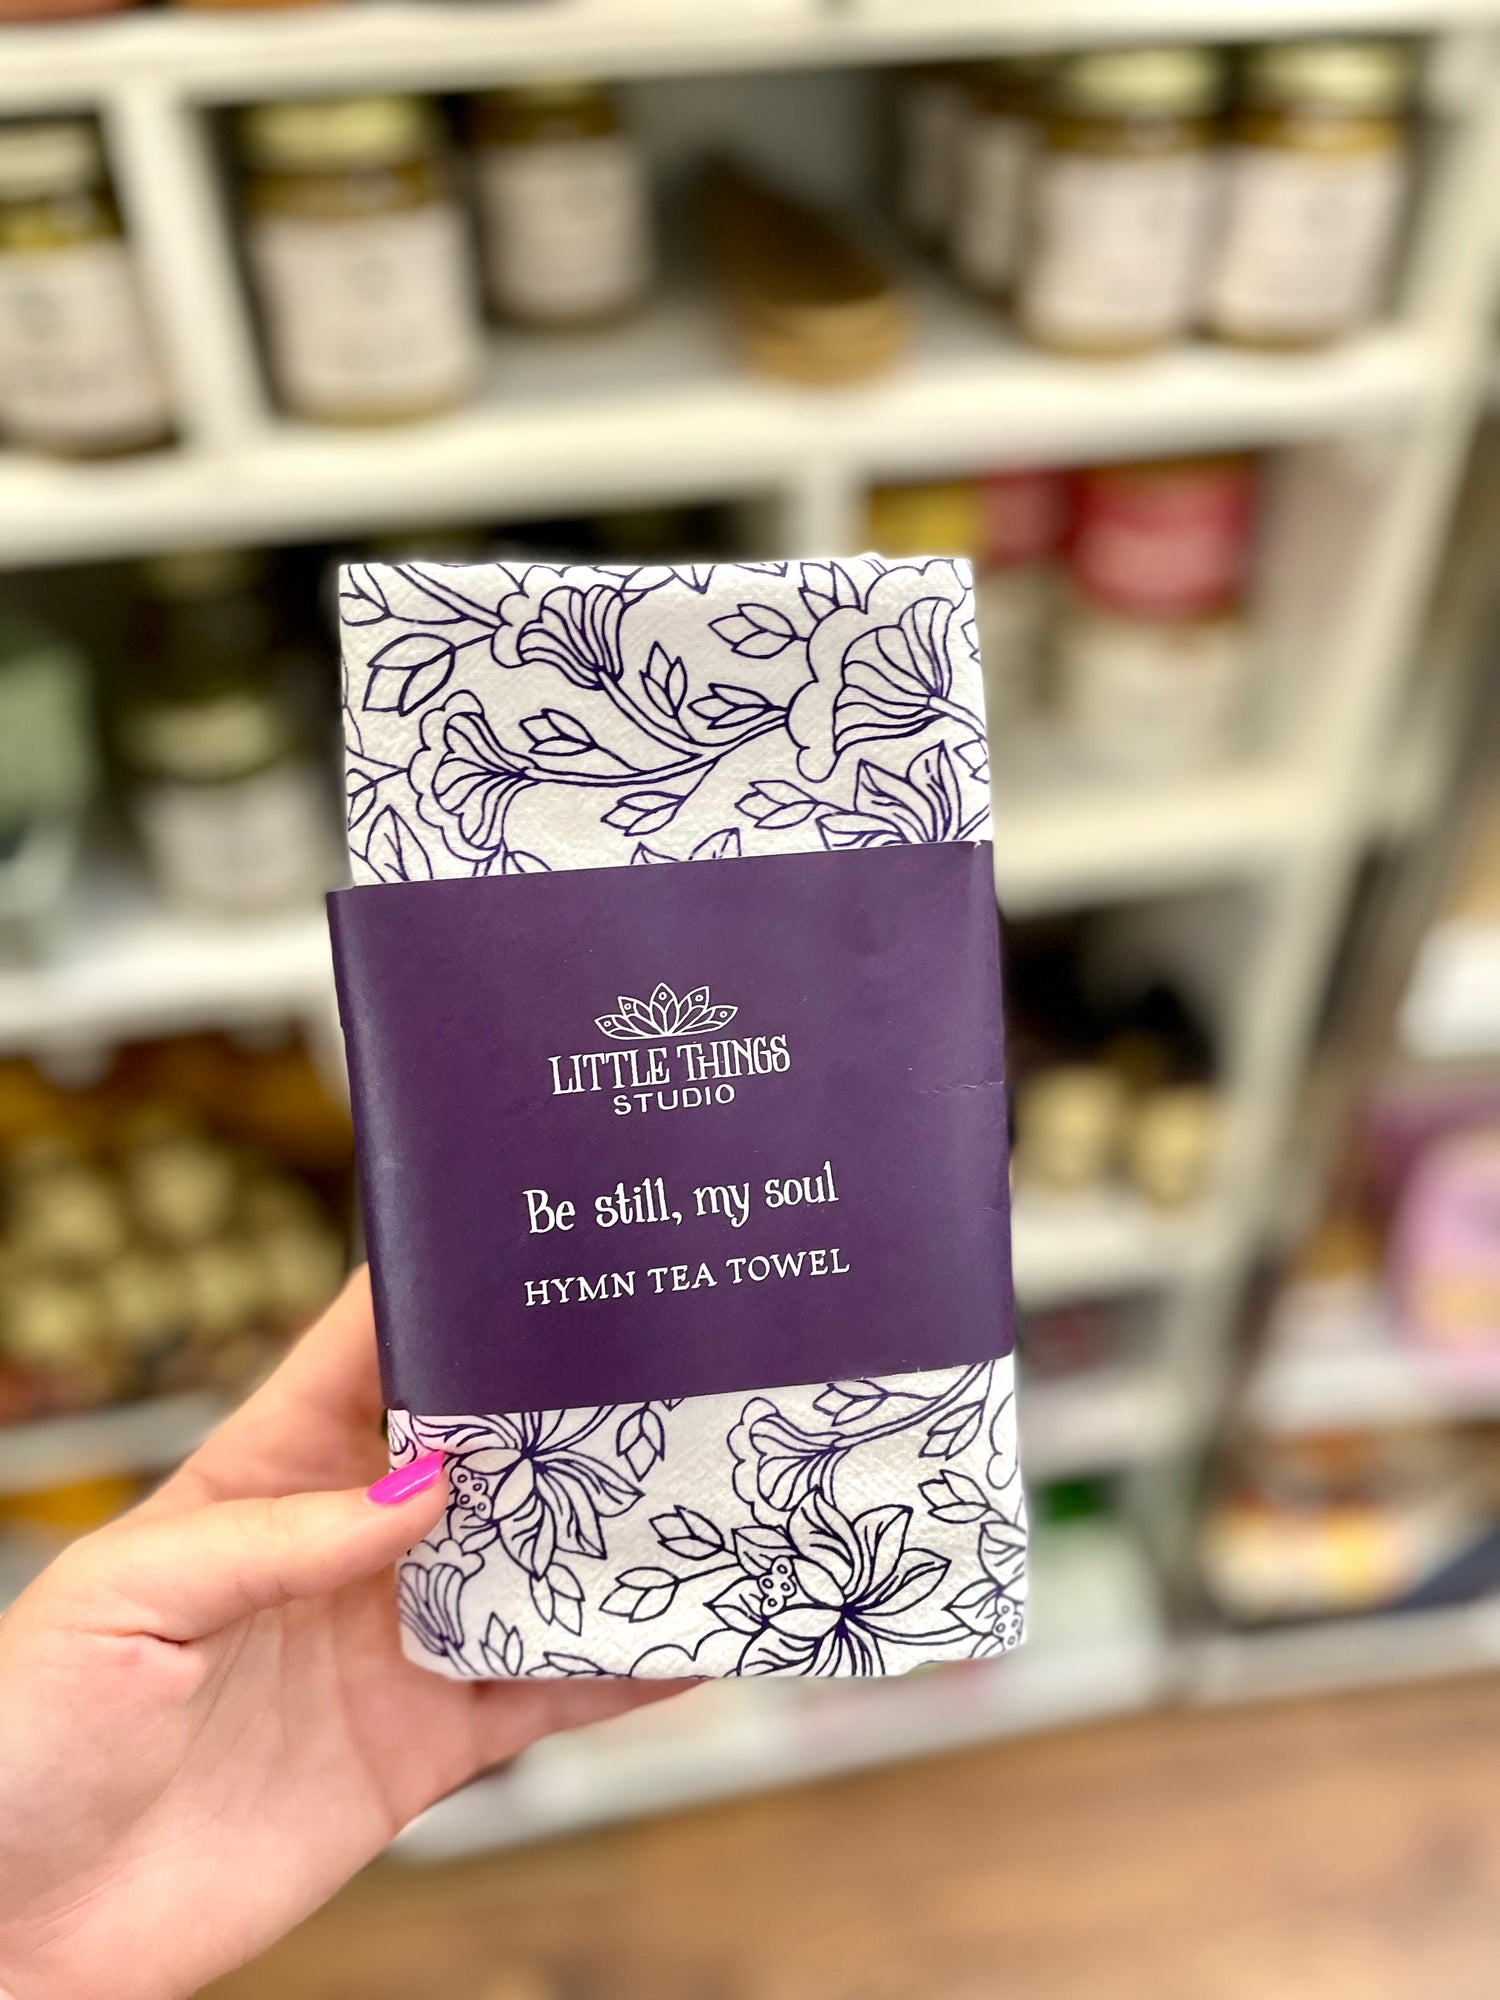 LITTLE THINGS
STUDIO
Be still, my soul
HYMN TEA TOWEL